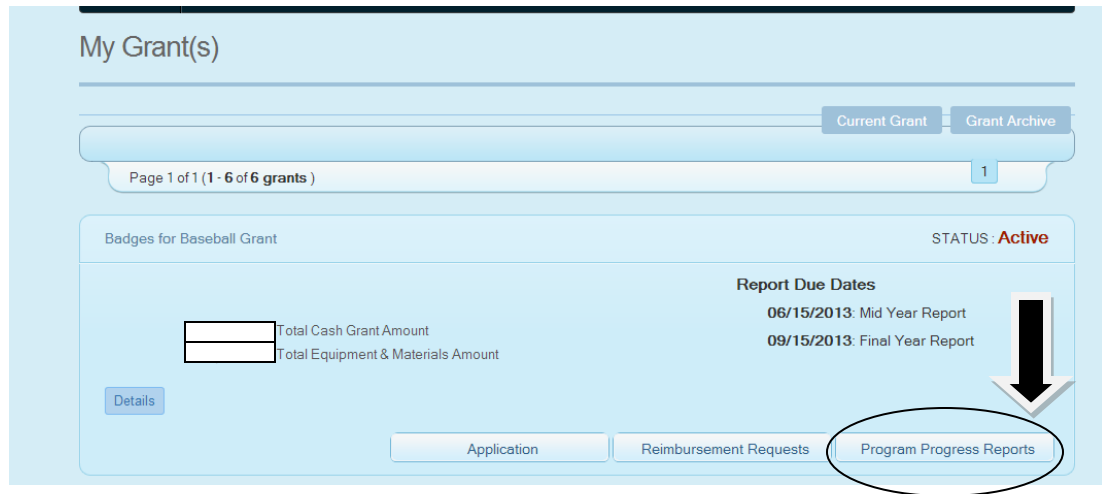 My Grant(s)
Current Grant Grant Archive
Page 1 of 1 (1 - 6 of 6 grants ) 1
Badges for Baseball Grant STATUS : Active
Report Due Dates
06/15/2013: Mid Year Report
Total Cash Grant Amount
09/15/2013: Final Year Report
Total Equipment & Materials Amount
Details
Application Reimbursement Requests Program Progress Reports